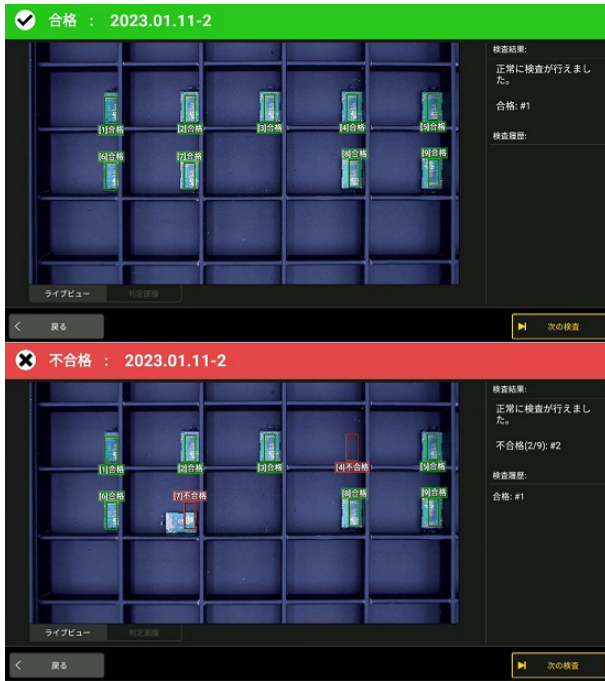 合格 : 2023.01.11-2
検査結果:
正常に検査が行えまし
た。
合格: #1
検査履歴:
[1]合格 [2]合格 [3]合格 [4]合格 [5]合格
[6]合格 [7]合格 [8]合格 [9]合格
ライブビュー 判定画像
戻る 次の検査
不合格 : 2023.01.11-2
検査結果:
正常に検査が行えまし
た。
不合格(2/9): #2
検査履歴:
合格: #1
[1]合格 [2]合格 [3]合格 [4]不合格 [5]合格
[6]合格 [7]不合格 [8]合格 [9]合格
ライブビュー 判定画像
戻る 次の検査